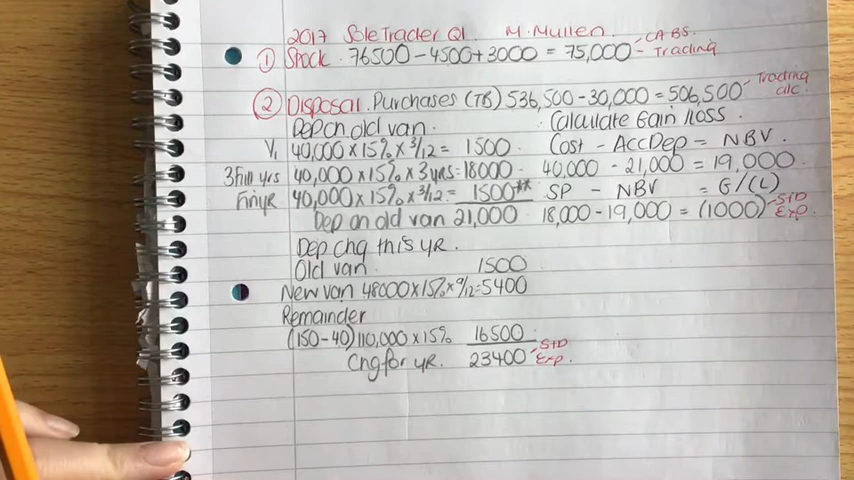 2017 Sole Trader Q1. M. Mullen.
① Stock. 76500 - 4500 + 3000 = 75,000 - CA BS. - Trading
② Disposal. Purchases (TB) 536,500 - 30,000 = 506,500 - Trading calc.
Dep on old van. Calculate Gain/Loss.
Y1 40,000 x 15% x 3/12 = 1500. Cost - Acc Dep = NBV.
3 Full yrs 40,000 x 15% x 3 yrs = 18000. 40,000 - 21,000 = 19,000
Fin yr 40,000 x 15% x 3/12 = 1500** SP - NBV = G/(L)
Dep on old van 21,000 18,000 - 19,000 = (1000) - S+D Exp.
Dep chg this yr.
Old van. 1500
New van 48000 x 15% x 9/12 = 5400
Remainder
(150-40) 110,000 x 15% 16500
Chg for yr. 23400 - S+D Exp.